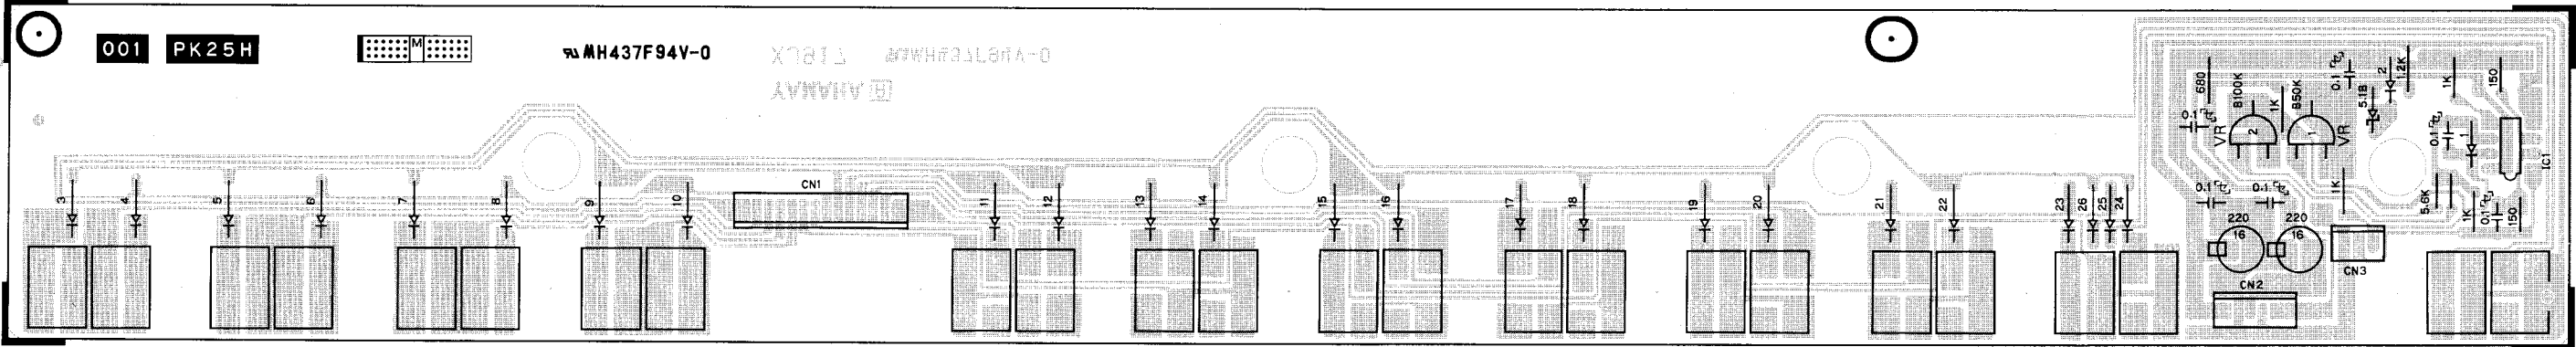 001 PK25H M MH437F94V-0
3 4 5 6 7 8 9 10 CN1 11 12 13 14 15 16 17 18 19 20 21 22 23 26 25 24
680 B100K 1K B50K 0.1 5.1B 2 1.2K 1K 150
0.1 VR 2 1 VR 0.1 1 IC1
0.1 0.1 1K 5.6K 1K 0.1 150
220 220
16 16
CN3
CN2